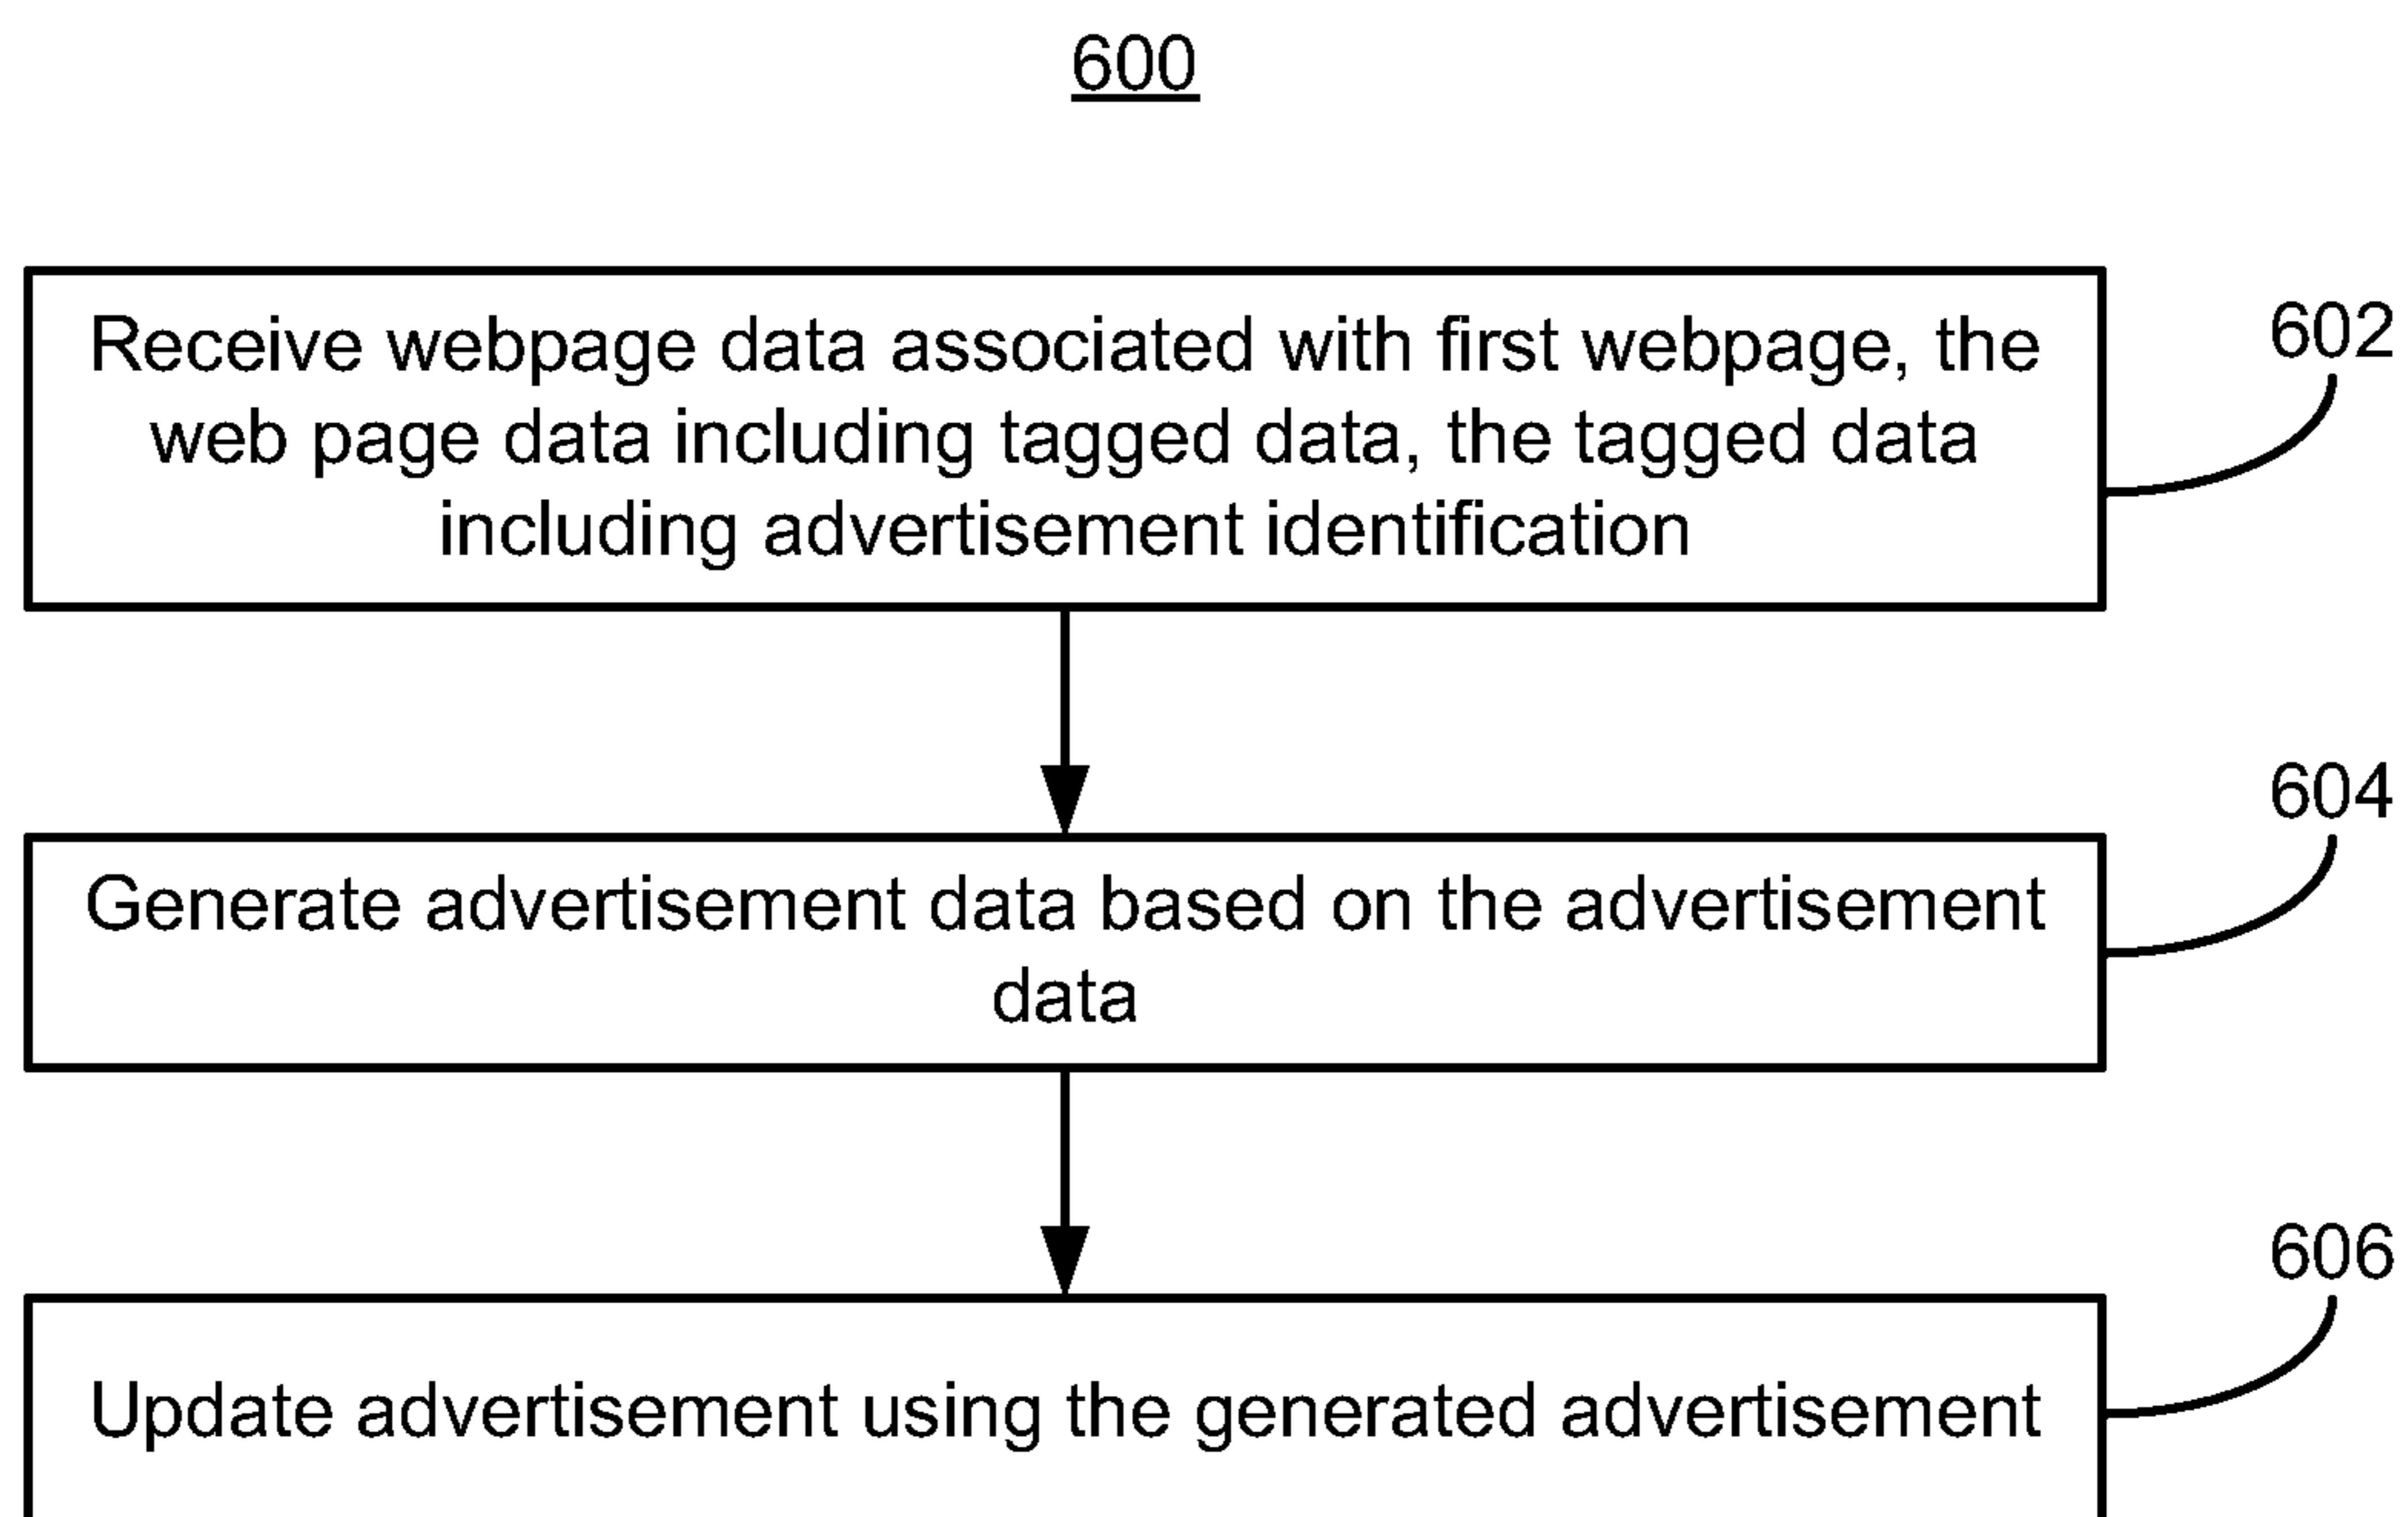 600
Receive webpage data associated with first webpage, the
web page data including tagged data, the tagged data
including advertisement identification
602
Generate advertisement data based on the advertisement
data
604
Update advertisement using the generated advertisement
606